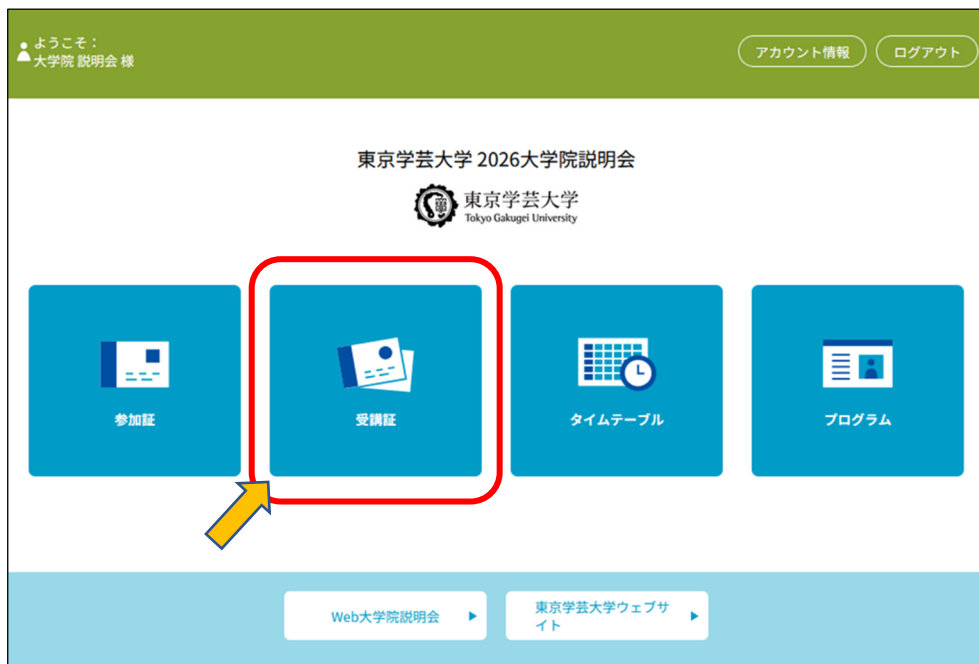 ようこそ：
大学院 説明会 様
アカウント情報
ログアウト
東京学芸大学 2026大学院説明会
東京学芸大学
Tokyo Gakugei University
参加証
受講証
タイムテーブル
プログラム
Web大学院説明会
東京学芸大学ウェブサ
イト